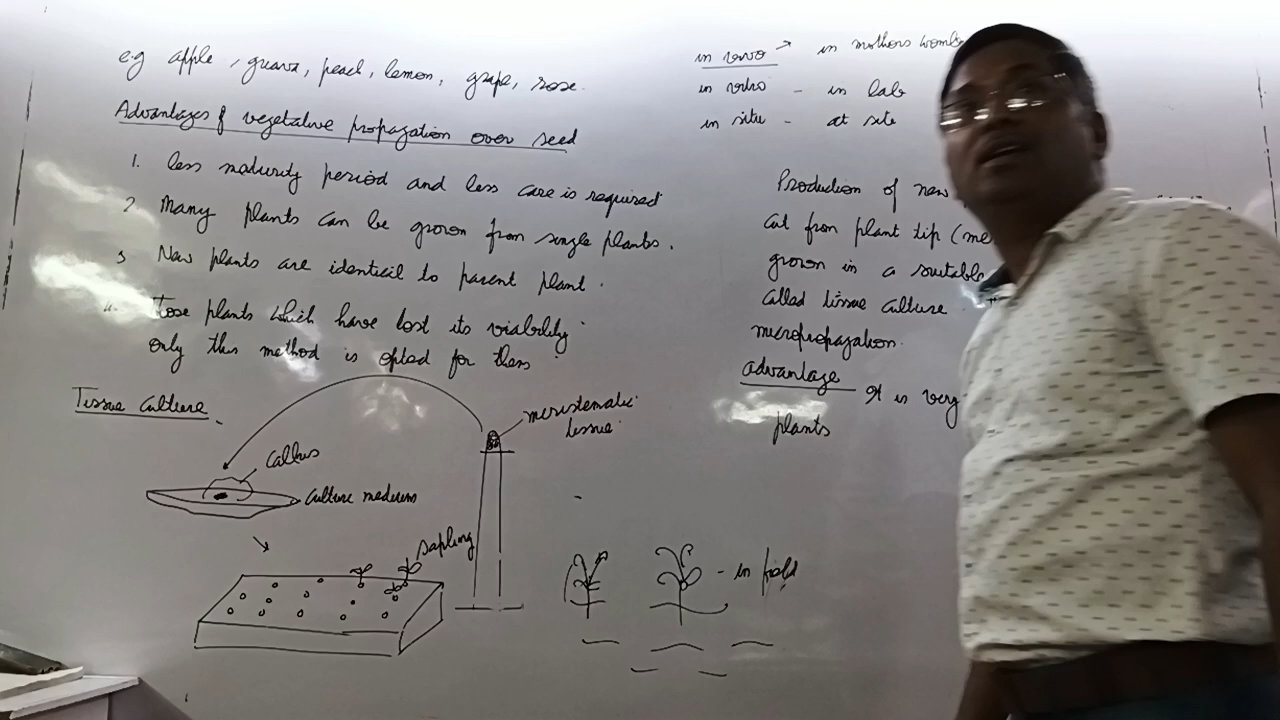 e.g apple, guava, peach, lemon, grape, rose.
Advantages of vegetative propagation over seed
1. less maturity period and less care is required
2. Many plants can be grown from single plants.
3 New plants are identical to parent plant.
4. Tose plants which have lost its viability
only this method is opted for them
Tissue Culture
meristematic
tissue
Callus
Culture medium
Sapling
- in field
in → in mothers womb
in vitro - in lab
in situ - at site
Production of new
cut from plant tip (me
grown in a suitable
called tissue culture
micropropagation.
advantage It is very
plants